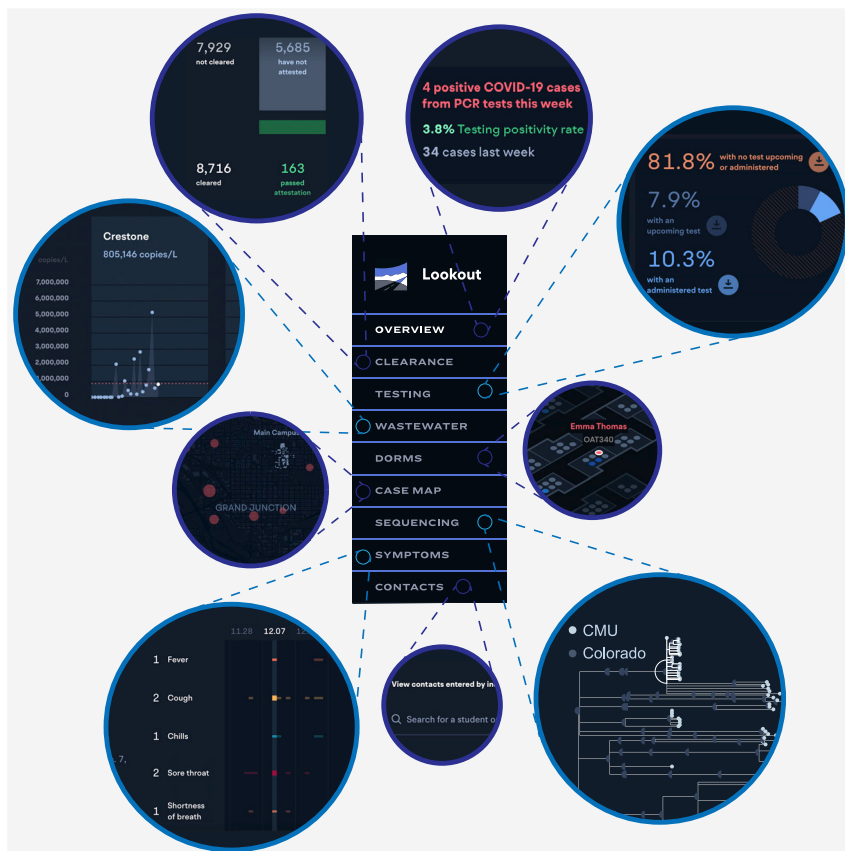 7,929
not cleared
5,685
have not
attested
8,716
cleared
163
passed
attestation
4 positive COVID-19 cases
from PCR tests this week
3.8% Testing positivity rate
34 cases last week
81.8% with no test upcoming
or administered
7.9%
with an
upcoming test
10.3%
with an
administered test
Crestone
805,146 copies/L
copies/L
7,000,000
6,000,000
5,000,000
4,000,000
3,000,000
2,000,000
1,000,000
0
Lookout
OVERVIEW
CLEARANCE
TESTING
WASTEWATER
DORMS
CASE MAP
SEQUENCING
SYMPTOMS
CONTACTS
Main Campus
GRAND JUNCTION
Emma Thomas
OAT340
11.28 12.07
1 Fever
2 Cough
1 Chills
2 Sore throat
1 Shortness
of breath
7,
View contacts entered by in
Search for a student o
CMU
Colorado